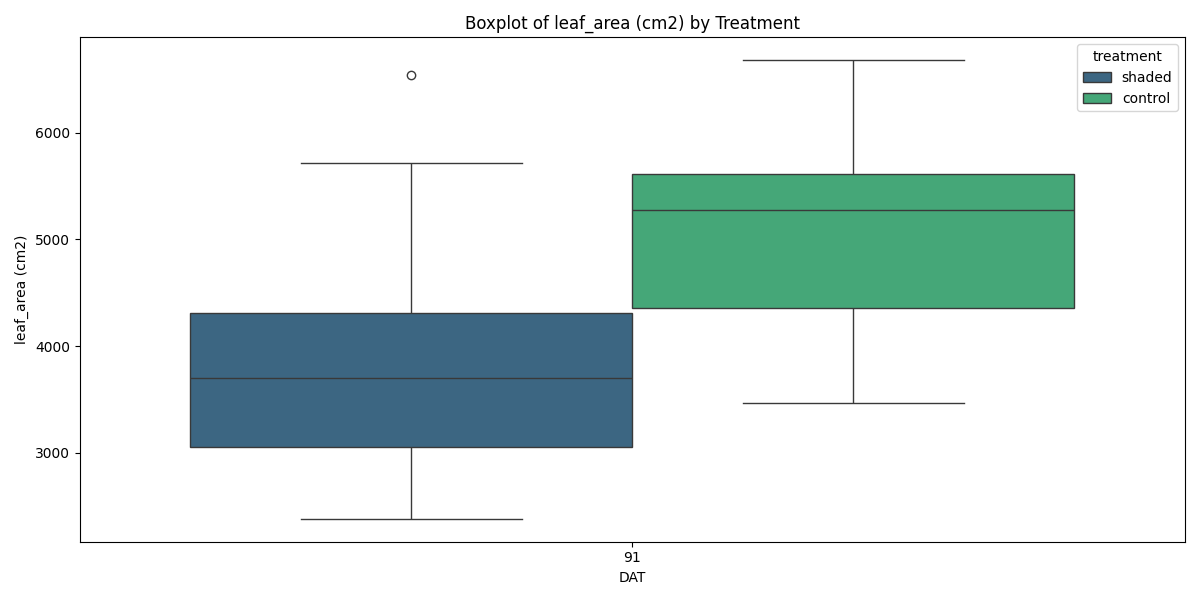 Boxplot of leaf_area (cm2) by Treatment
treatment
shaded
control
leaf_area (cm2)
6000
5000
4000
3000
91
DAT